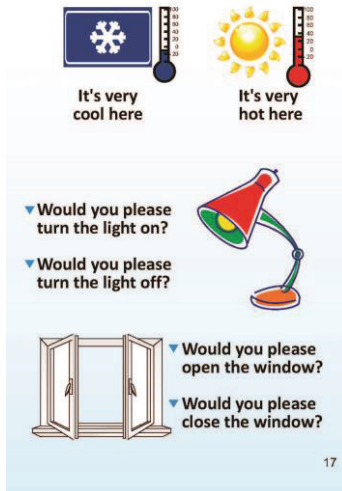 It's very
cool here
It's very
hot here
Would you please
turn the light on?
Would you please
turn the light off?
Would you please
open the window?
Would you please
close the window?
17